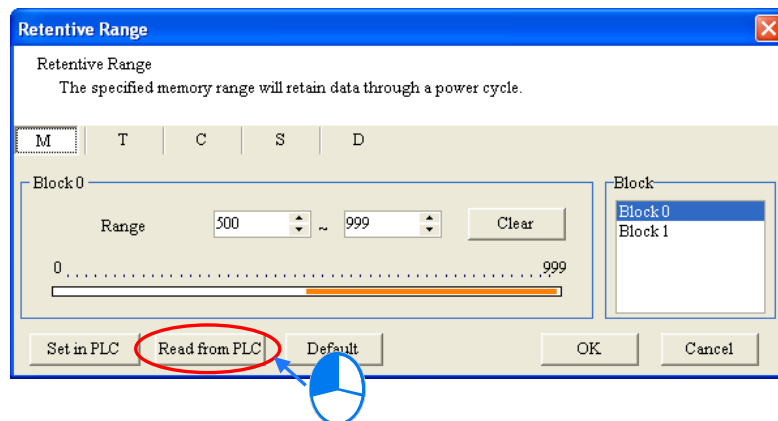 Retentive Range
Retentive Range
The specified memory range will retain data through a power cycle.
M T C S D
Block 0
Range 500 ~ 999 Clear
0 999
Block
Block 0
Block 1
Set in PLC Read from PLC Default OK Cancel